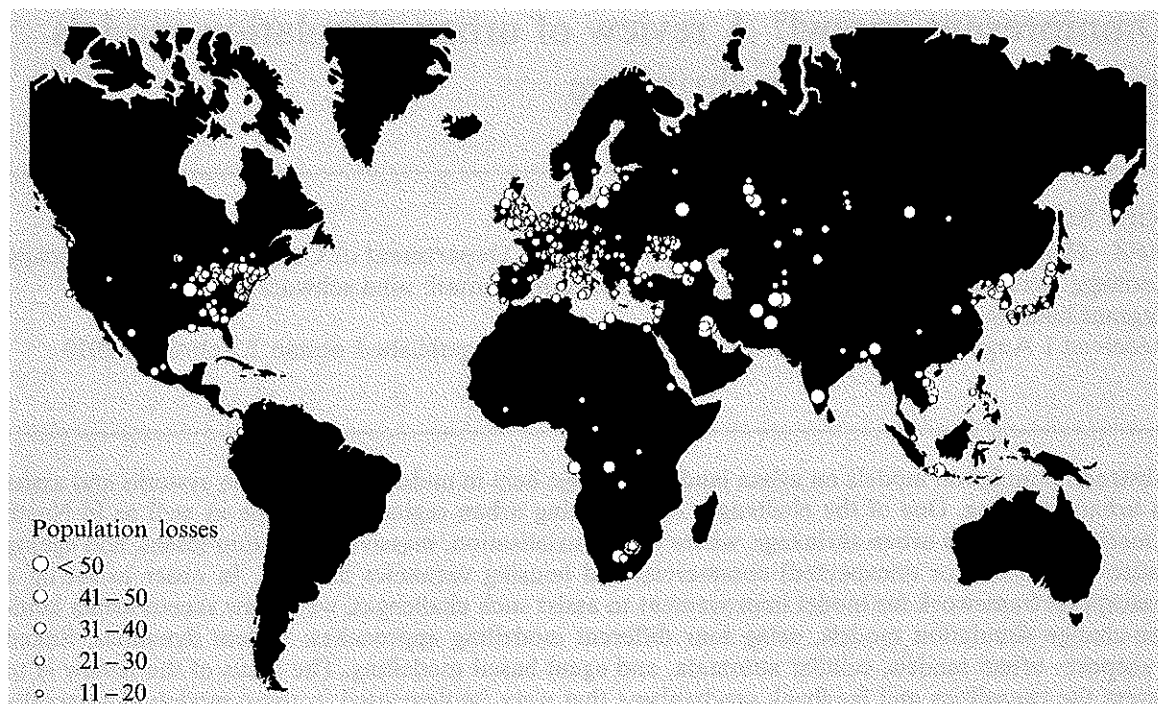 Population losses
< 50
41 – 50
31 – 40
21 – 30
11 – 20